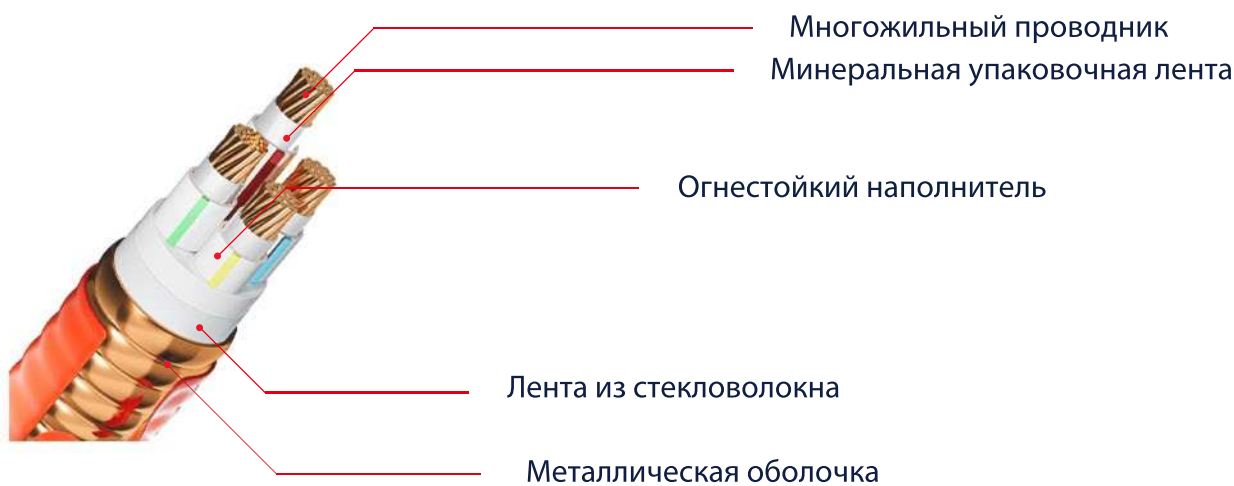 Многожильный проводник
Минеральная упаковочная лента
Огнестойкий наполнитель
Лента из стекловолокна
Металлическая оболочка